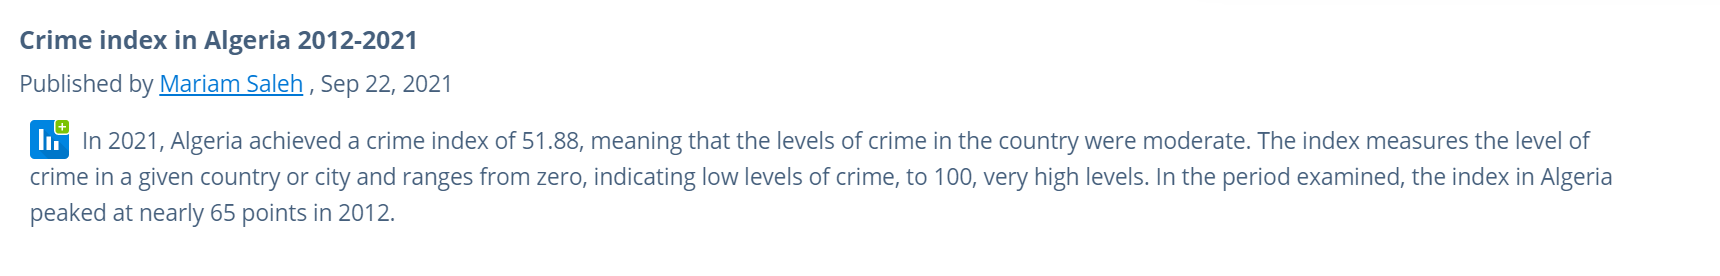 Crime index in Algeria 2012-2021
Published by Mariam Saleh , Sep 22, 2021
In 2021, Algeria achieved a crime index of 51.88, meaning that the levels of crime in the country were moderate. The index measures the level of
crime in a given country or city and ranges from zero, indicating low levels of crime, to 100, very high levels. In the period examined, the index in Algeria
peaked at nearly 65 points in 2012.